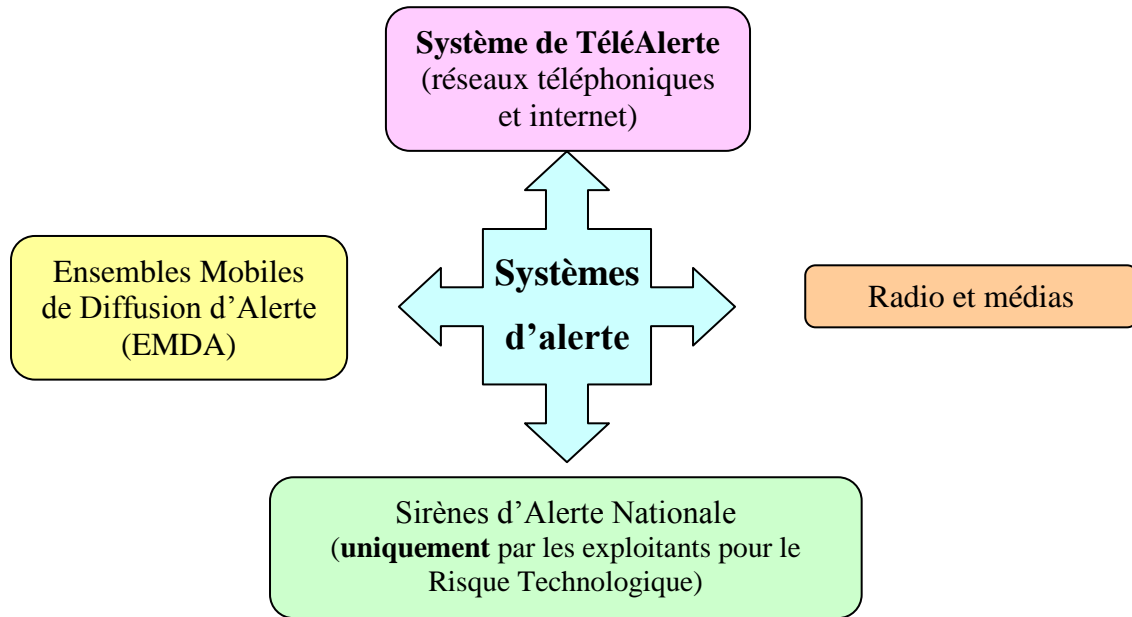 Système de TéléAlerte
(réseaux téléphoniques
et internet)
Ensembles Mobiles
de Diffusion d’Alerte
(EMDA)
Systèmes
d’alerte
Radio et médias
Sirènes d’Alerte Nationale
(uniquement par les exploitants pour le
Risque Technologique)